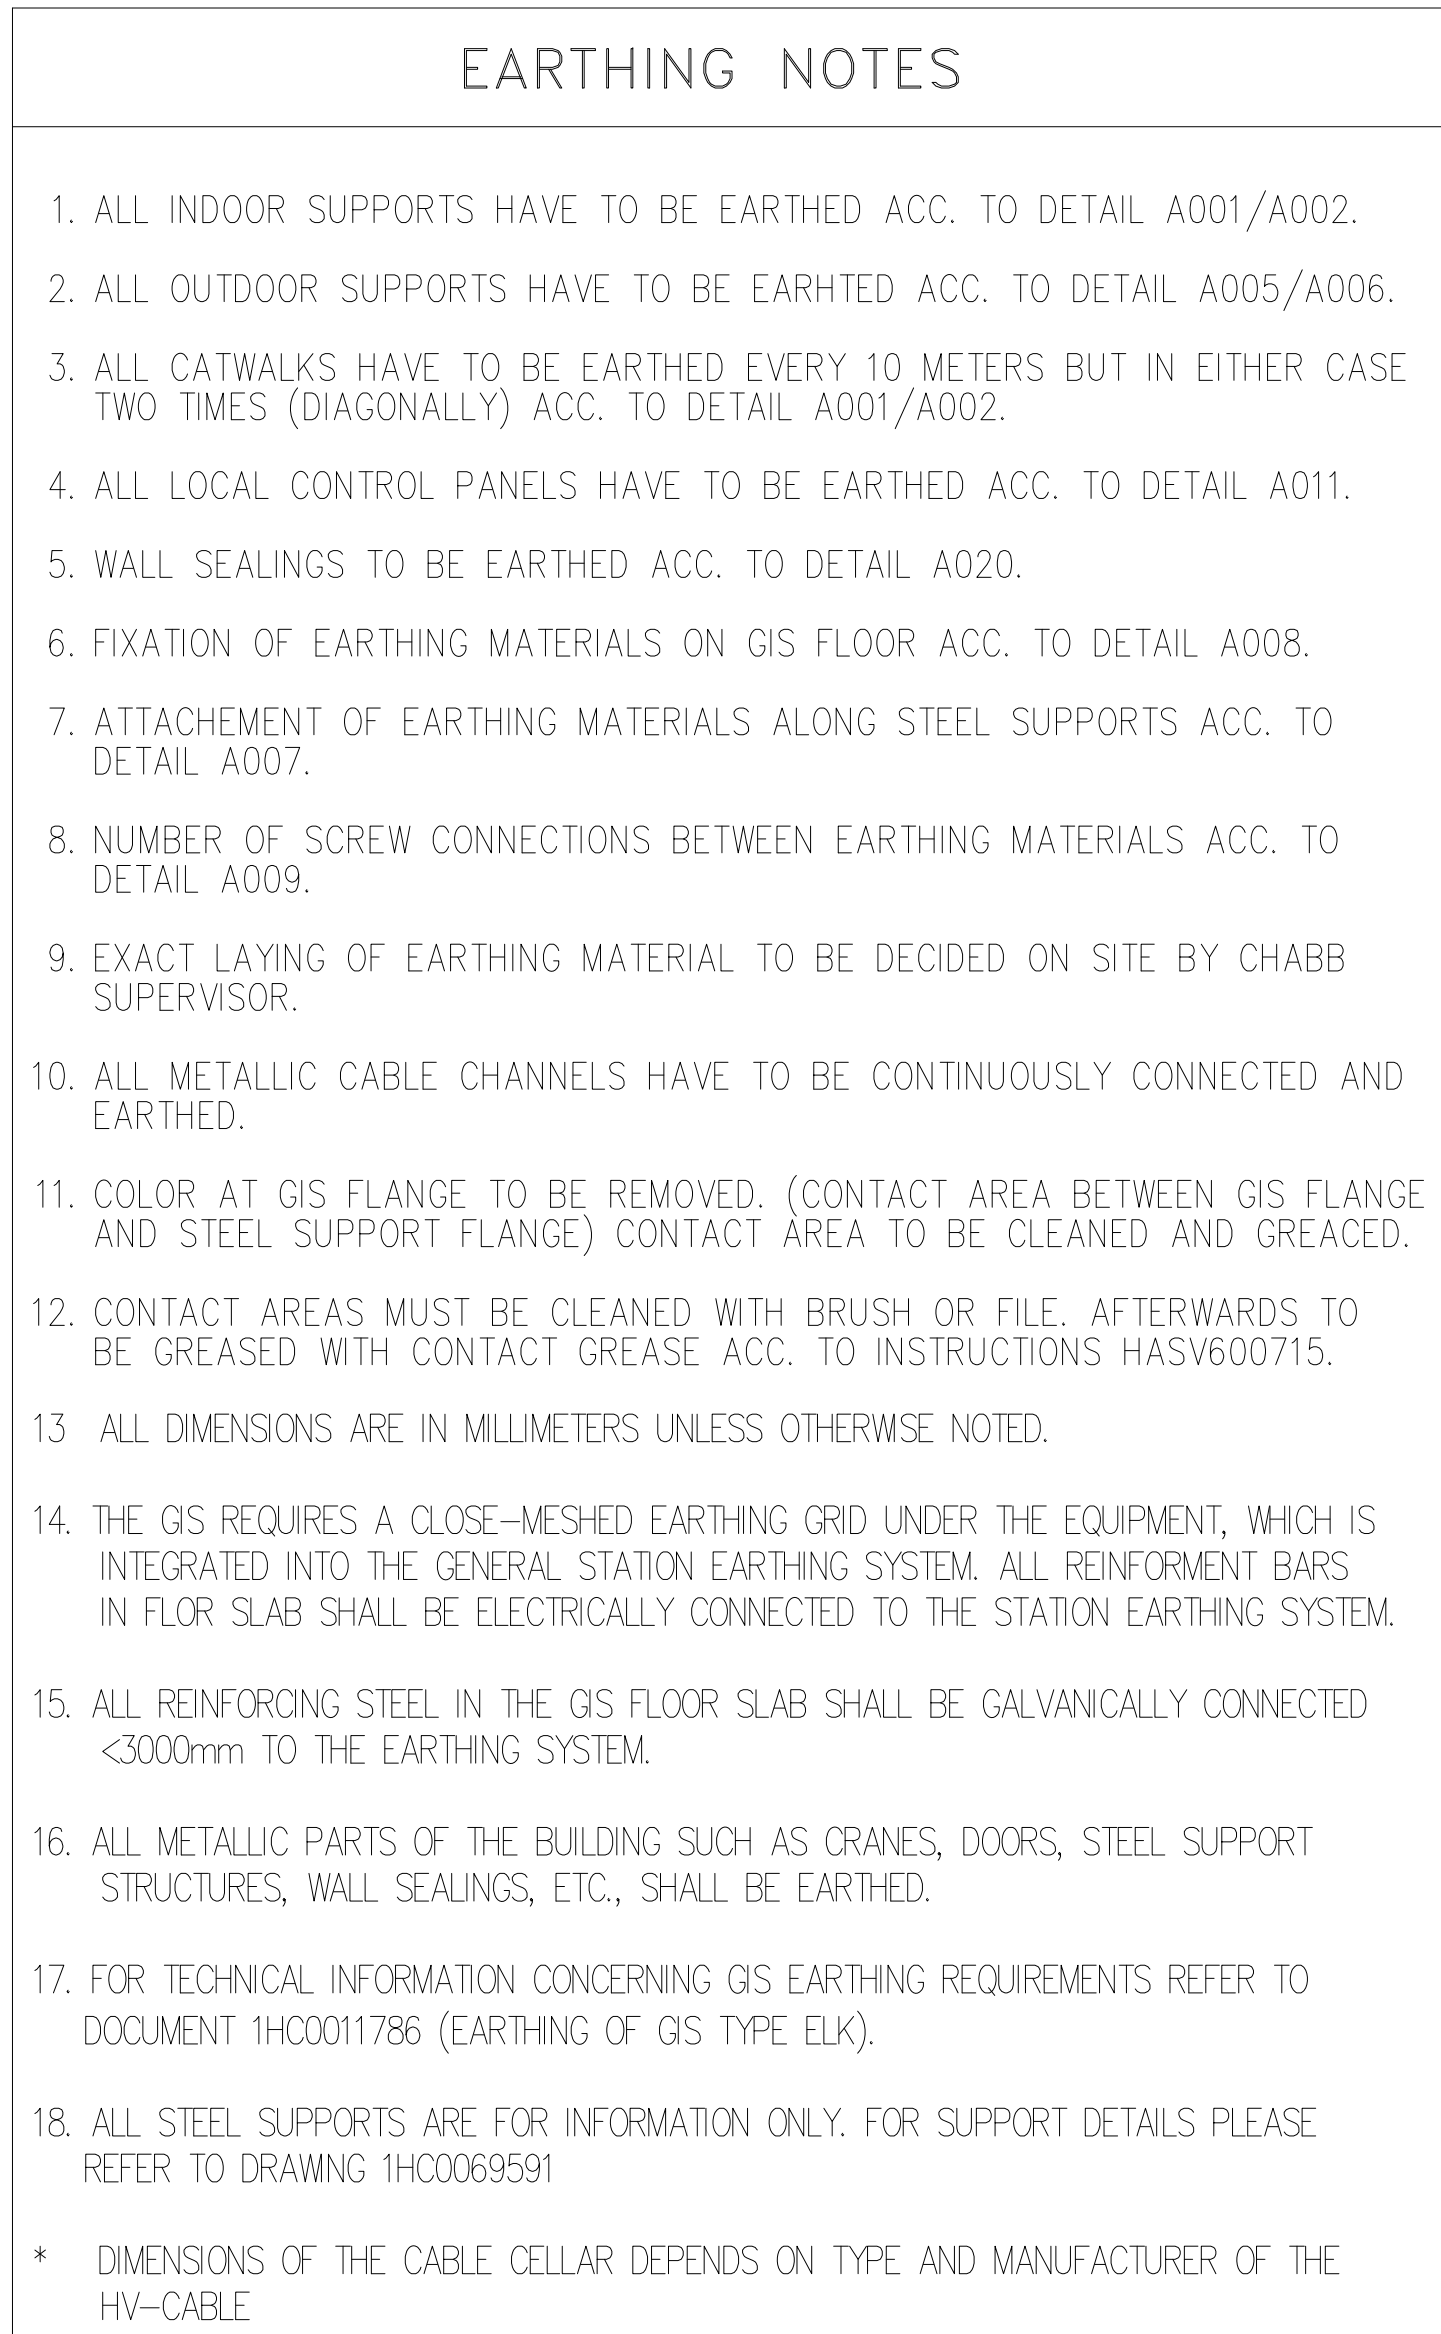 EARTHING NOTES
1. ALL INDOOR SUPPORTS HAVE TO BE EARTHED ACC. TO DETAIL A001/A002.
2. ALL OUTDOOR SUPPORTS HAVE TO BE EARHTED ACC. TO DETAIL A005/A006.
3. ALL CATWALKS HAVE TO BE EARTHED EVERY 10 METERS BUT IN EITHER CASE
TWO TIMES (DIAGONALLY) ACC. TO DETAIL A001/A002.
4. ALL LOCAL CONTROL PANELS HAVE TO BE EARTHED ACC. TO DETAIL A011.
5. WALL SEALINGS TO BE EARTHED ACC. TO DETAIL A020.
6. FIXATION OF EARTHING MATERIALS ON GIS FLOOR ACC. TO DETAIL A008.
7. ATTACHEMENT OF EARTHING MATERIALS ALONG STEEL SUPPORTS ACC. TO
DETAIL A007.
8. NUMBER OF SCREW CONNECTIONS BETWEEN EARTHING MATERIALS ACC. TO
DETAIL A009.
9. EXACT LAYING OF EARTHING MATERIAL TO BE DECIDED ON SITE BY CHABB
SUPERVISOR.
10. ALL METALLIC CABLE CHANNELS HAVE TO BE CONTINUOUSLY CONNECTED AND
EARTHED.
11. COLOR AT GIS FLANGE TO BE REMOVED. (CONTACT AREA BETWEEN GIS FLANGE
AND STEEL SUPPORT FLANGE) CONTACT AREA TO BE CLEANED AND GREACED.
12. CONTACT AREAS MUST BE CLEANED WITH BRUSH OR FILE. AFTERWARDS TO
BE GREASED WITH CONTACT GREASE ACC. TO INSTRUCTIONS HASV600715.
13 ALL DIMENSIONS ARE IN MILLIMETERS UNLESS OTHERWISE NOTED.
14. THE GIS REQUIRES A CLOSE-MESHED EARTHING GRID UNDER THE EQUIPMENT, WHICH IS
INTEGRATED INTO THE GENERAL STATION EARTHING SYSTEM. ALL REINFORMENT BARS
IN FLOR SLAB SHALL BE ELECTRICALLY CONNECTED TO THE STATION EARTHING SYSTEM.
15. ALL REINFORCING STEEL IN THE GIS FLOOR SLAB SHALL BE GALVANICALLY CONNECTED
<3000mm TO THE EARTHING SYSTEM.
16. ALL METALLIC PARTS OF THE BUILDING SUCH AS CRANES, DOORS, STEEL SUPPORT
STRUCTURES, WALL SEALINGS, ETC., SHALL BE EARTHED.
17. FOR TECHNICAL INFORMATION CONCERNING GIS EARTHING REQUIREMENTS REFER TO
DOCUMENT 1HC0011786 (EARTHING OF GIS TYPE ELK).
18. ALL STEEL SUPPORTS ARE FOR INFORMATION ONLY. FOR SUPPORT DETAILS PLEASE
REFER TO DRAWING 1HC0069591
* DIMENSIONS OF THE CABLE CELLAR DEPENDS ON TYPE AND MANUFACTURER OF THE
HV-CABLE